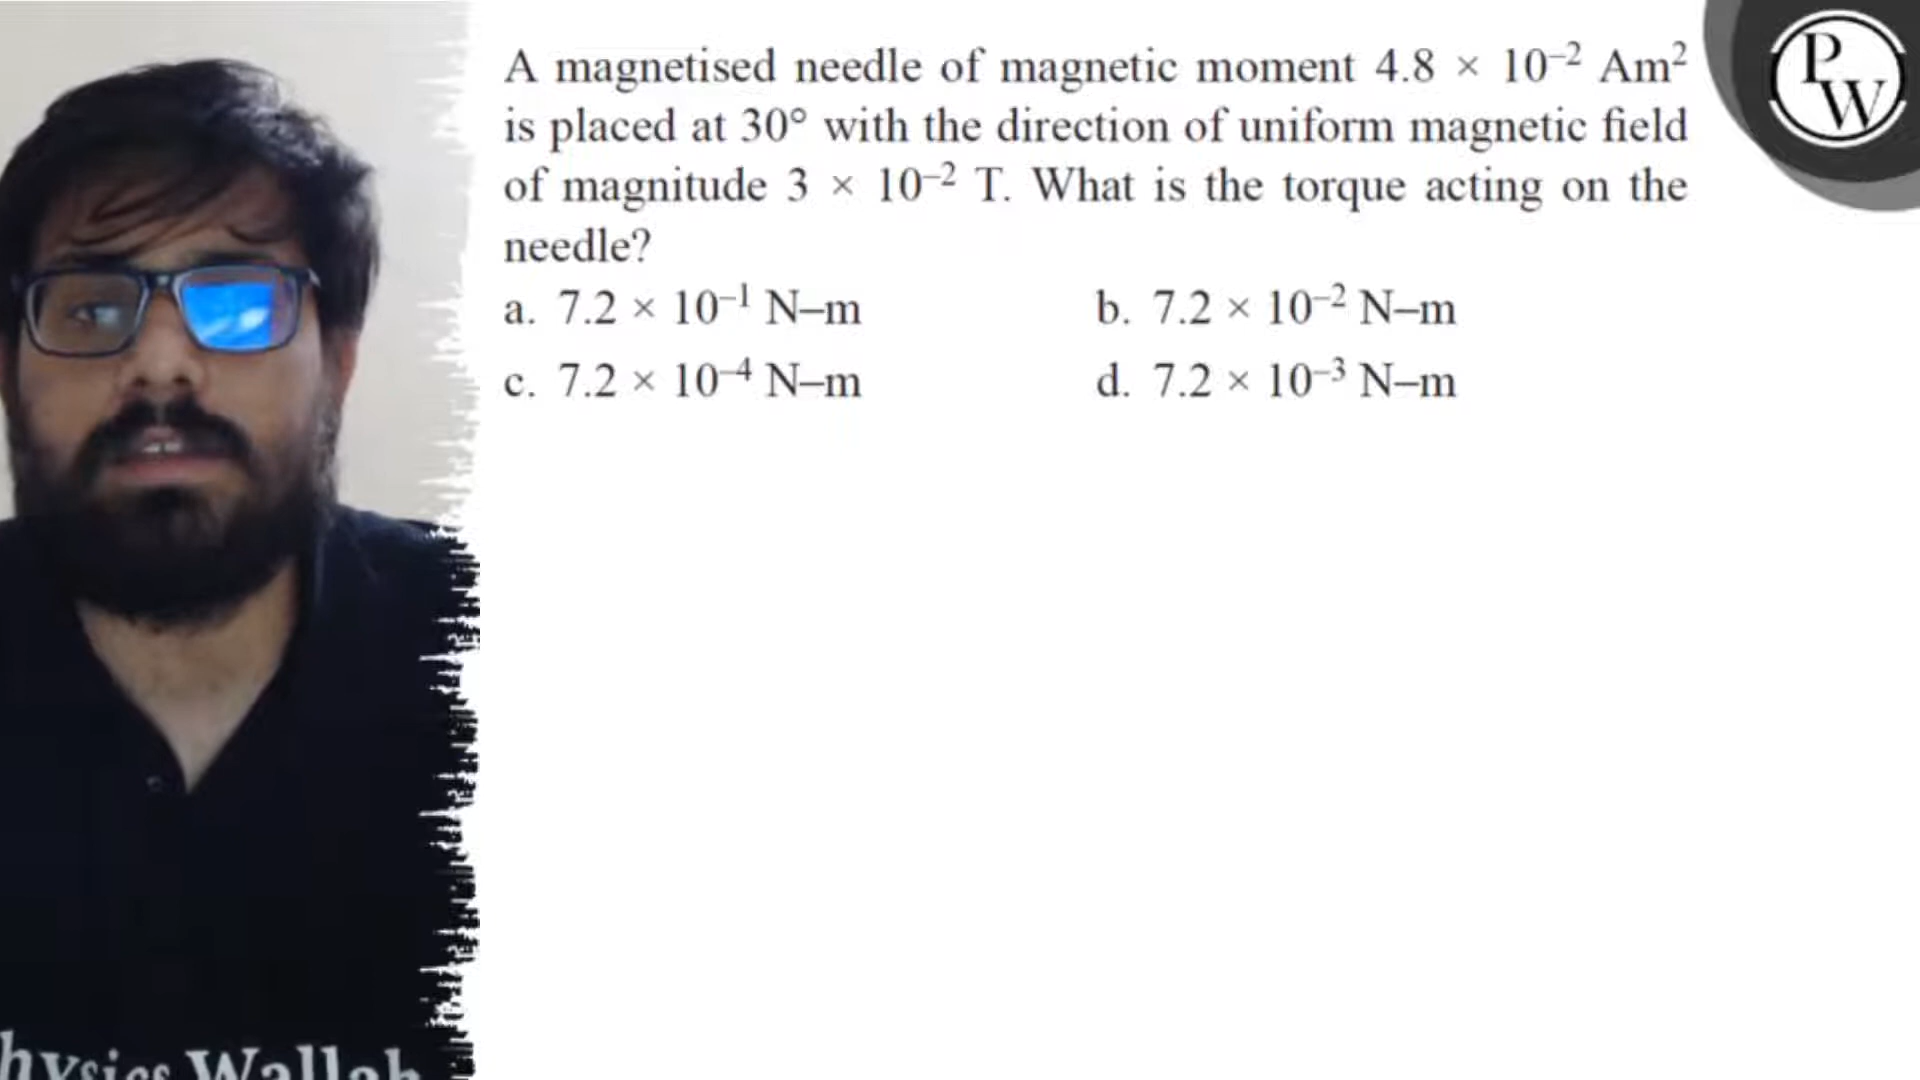 A magnetised needle of magnetic moment 4.8 × 10⁻² Am²
is placed at 30° with the direction of uniform magnetic field
of magnitude 3 × 10⁻² T. What is the torque acting on the
needle?
a. 7.2 × 10⁻¹ N–m b. 7.2 × 10⁻² N–m
c. 7.2 × 10⁻⁴ N–m d. 7.2 × 10⁻³ N–m
PW
hysics Wallah